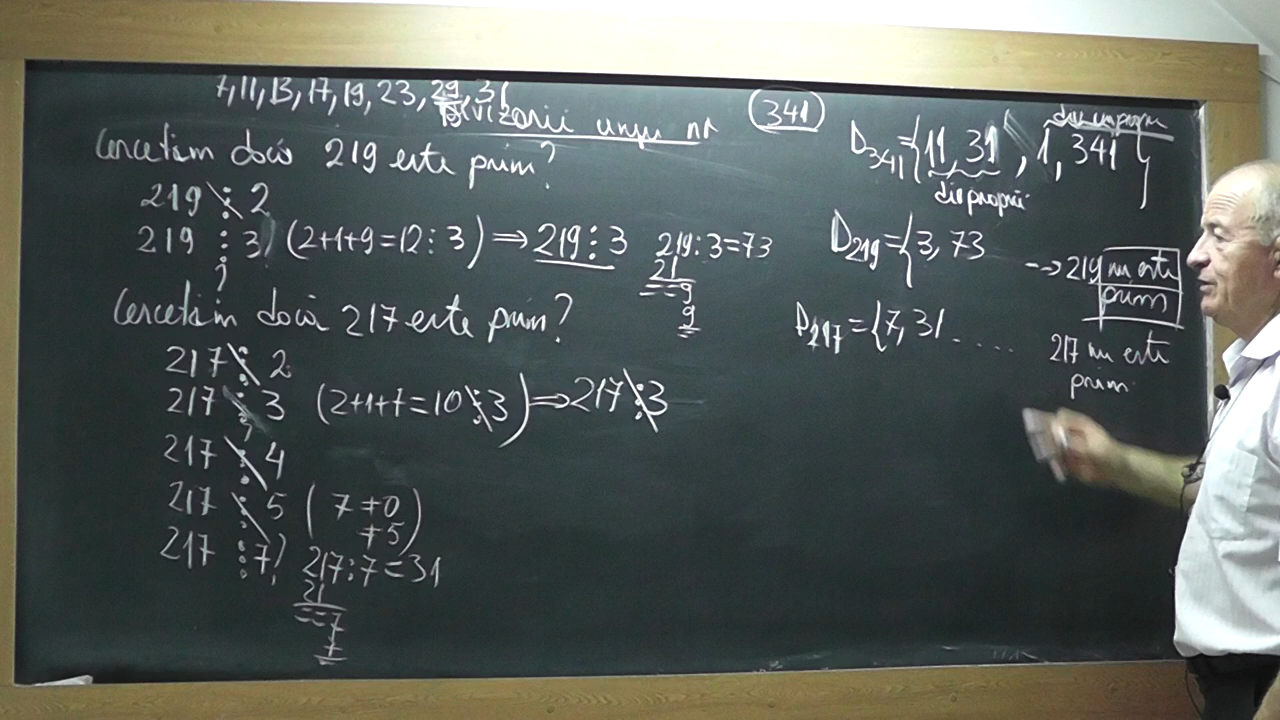 7, 11, 13, 17, 19, 23, 29, 31
Divizorii unui nr
341
Cercetăm dacă 219 este prim?
219 ⋮̸ 2
219 ⋮ 3, (2+1+9=12⋮3) ⇒ 219⋮3
?
219:3=73
21
==9
9
=
Cercetăm dacă 217 este prim?
217 ⋮̸ 2
217 ⋮̸ 3 (2+1+7=10⋮̸3) ⇒ 217⋮̸3
217 ⋮̸ 4
217 ⋮̸ 5 (7≠0
≠5)
217 ⋮7? 217:7=31
21
==7
7
=
D341={11, 31, 1, 341}
div proprii
div improprii
D219={3, 73
→ 219 nu este
prim
D217={7, 31 .....
217 nu este
prim